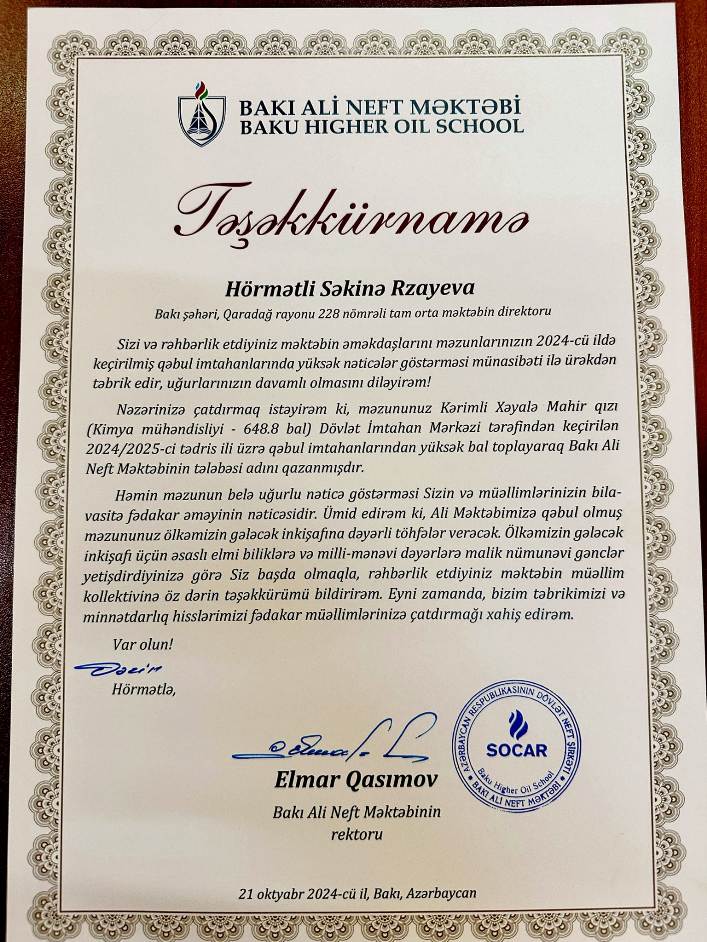 BAKI ALİ NEFT MƏKTƏBİ
BAKU HIGHER OIL SCHOOL
Təşəkkürnamə
Hörmətli Səkinə Rzayeva
Bakı şəhəri, Qaradağ rayonu 228 nömrəli tam orta məktəbin direktoru
Sizi və rəhbərlik etdiyiniz məktəbin əməkdaşlarını məzunlarınızın 2024-cü ildə
keçirilmiş qəbul imtahanlarında yüksək nəticələr göstərməsi münasibəti ilə ürəkdən
təbrik edir, uğurlarınızın davamlı olmasını diləyirəm!
Nəzərinizə çatdırmaq istəyirəm ki, məzununuz Kərimli Xəyalə Mahir qızı
(Kimya mühəndisliyi - 648.8 bal) Dövlət İmtahan Mərkəzi tərəfindən keçirilən
2024/2025-ci tədris ili üzrə qəbul imtahanlarından yüksək bal toplayaraq Bakı Ali
Neft Məktəbinin tələbəsi adını qazanmışdır.
Həmin məzunun belə uğurlu nəticə göstərməsi Sizin və müəllimlərinizin bila-
vasitə fədakar əməyinin nəticəsidir. Ümid edirəm ki, Ali Məktəbimizə qəbul olmuş
məzununuz ölkəmizin gələcək inkişafına dəyərli töhfələr verəcək. Ölkəmizin gələcək
inkişafı üçün əsaslı elmi biliklərə və milli-mənəvi dəyərlərə malik nümunəvi gənclər
yetişdirdiyinizə görə Siz başda olmaqla, rəhbərlik etdiyiniz məktəbin müəllim
kollektivinə öz dərin təşəkkürümü bildirirəm. Eyni zamanda, bizim təbrikimizi və
minnətdarlıq hisslərimizi fədakar müəllimlərinizə çatdırmağı xahiş edirəm.
Var olun!
Dərin
Hörmətlə,
AZƏRBAYCAN RESPUBLİKASININ DÖVLƏT NEFT ŞİRKƏTİ
SOCAR
Baku Higher Oil School
BAKI ALİ NEFT MƏKTƏBİ
Elmar Qasımov
Bakı Ali Neft Məktəbinin
rektoru
21 oktyabr 2024-cü il, Bakı, Azərbaycan